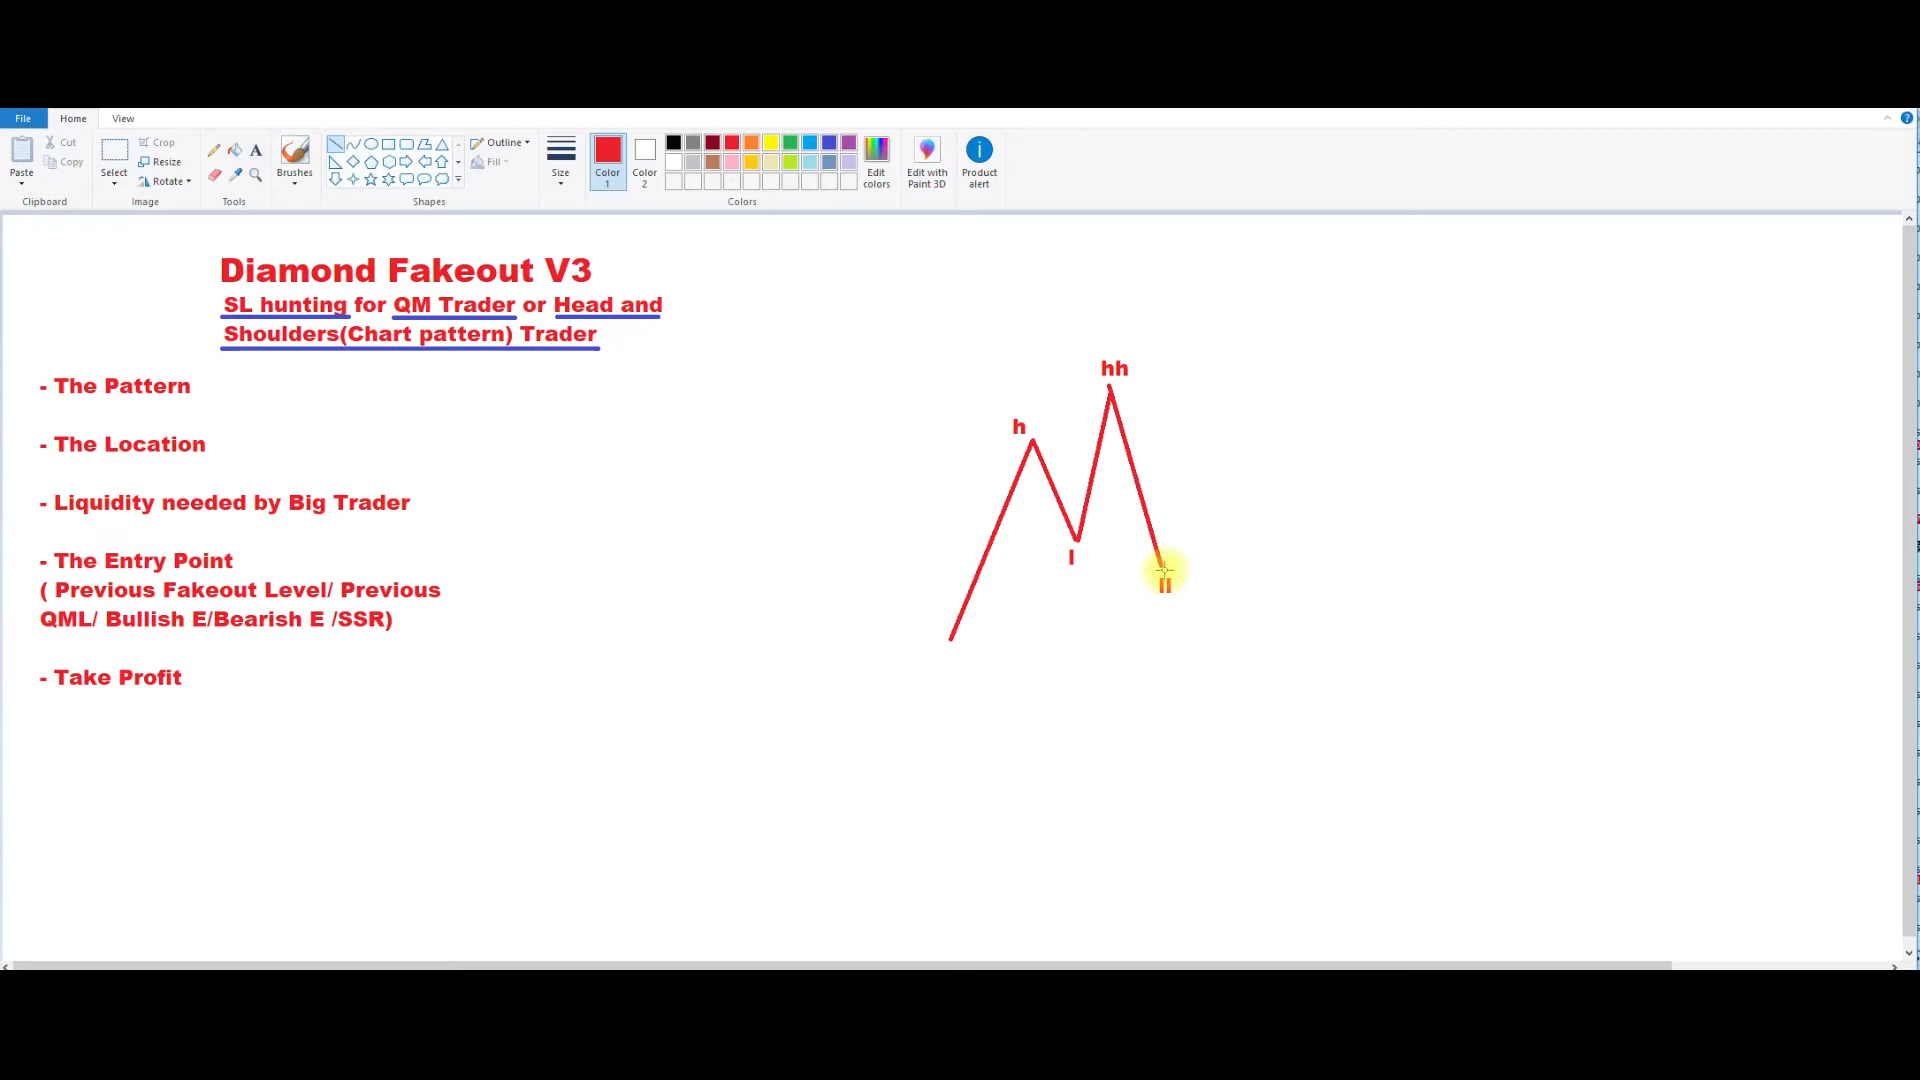 File Home View
Paste
Cut
Copy
Clipboard
Select
Crop
Resize
Rotate
Image
Tools
Brushes
Shapes
Outline
Fill
Size
Color 1
Color 2
Colors
Edit colors
Edit with Paint 3D
Product alert
Diamond Fakeout V3
SL hunting for QM Trader or Head and
Shoulders(Chart pattern) Trader
- The Pattern
- The Location
- Liquidity needed by Big Trader
- The Entry Point
( Previous Fakeout Level/ Previous
QML/ Bullish E/Bearish E /SSR)
- Take Profit
h
hh
l
ll